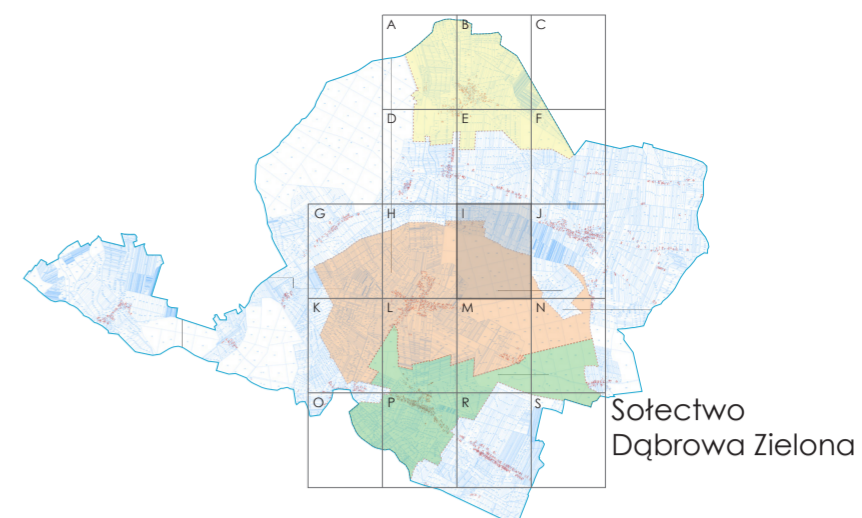 A B C
D E F
G H I J
K L M N
O P R S
Sołectwo
Dąbrowa Zielona